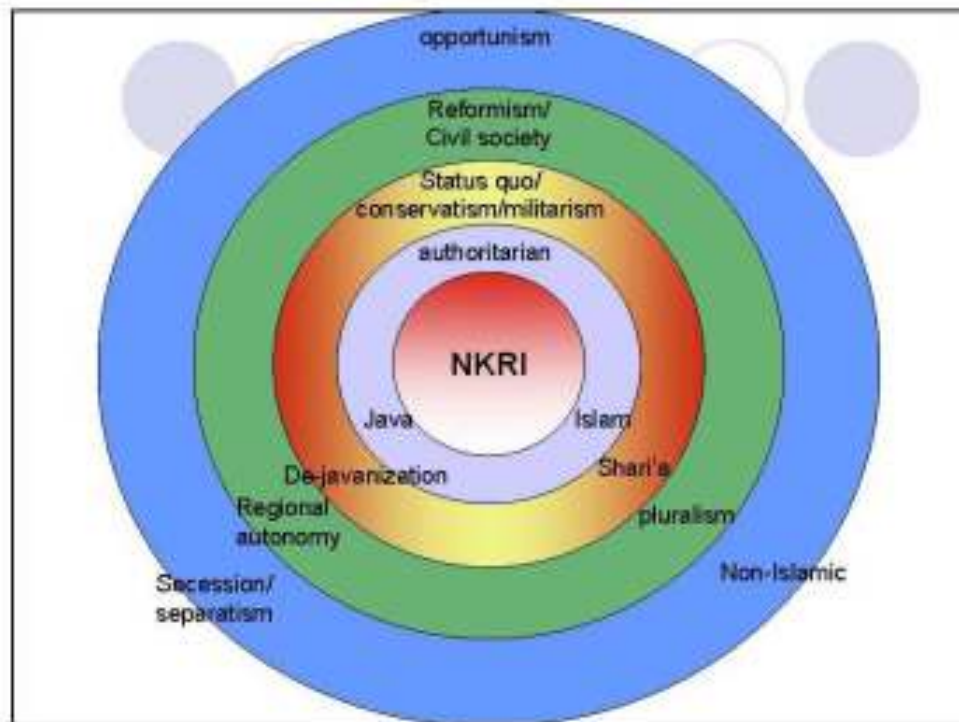 opportunism
Reformism/
Civil society
Status quo/
conservatism/militarism
authoritarian
NKRI
Java
Islam
De-javanization
Shari'a
Regional
autonomy
pluralism
Secession/
separatism
Non-Islamic